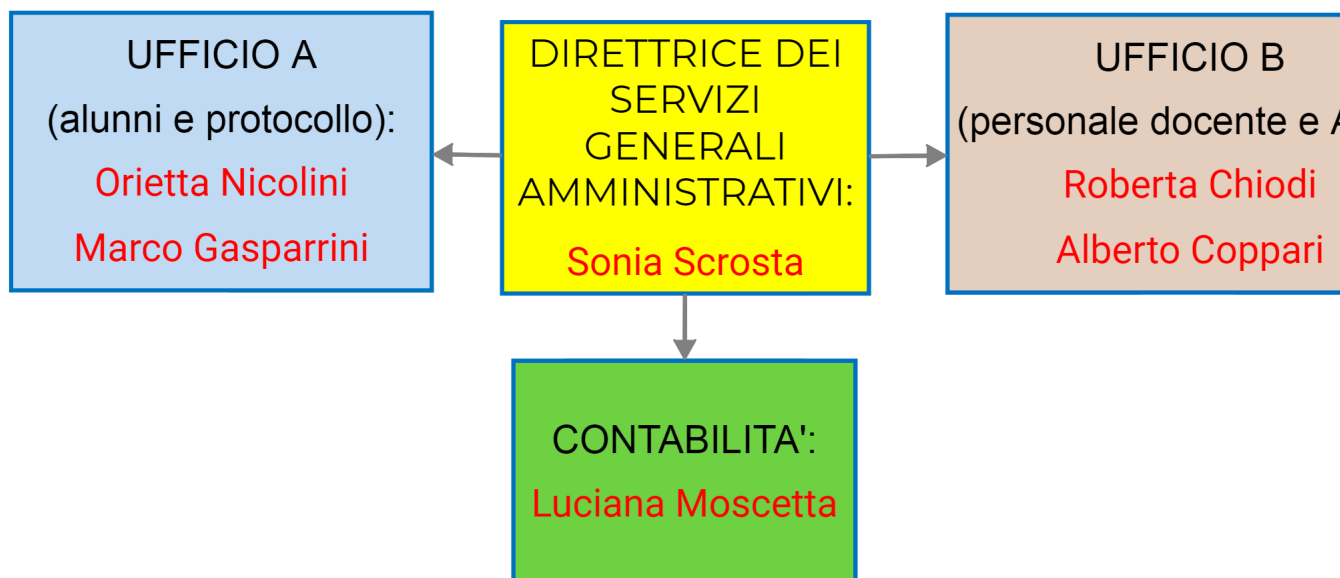 UFFICIO A
(alunni e protocollo):
Orietta Nicolini
Marco Gasparrini
DIRETTRICE DEI
SERVIZI
GENERALI
AMMINISTRATIVI:
Sonia Scrosta
UFFICIO B
(personale docente e
Roberta Chiodi
Alberto Coppari
CONTABILITA':
Luciana Moscetta